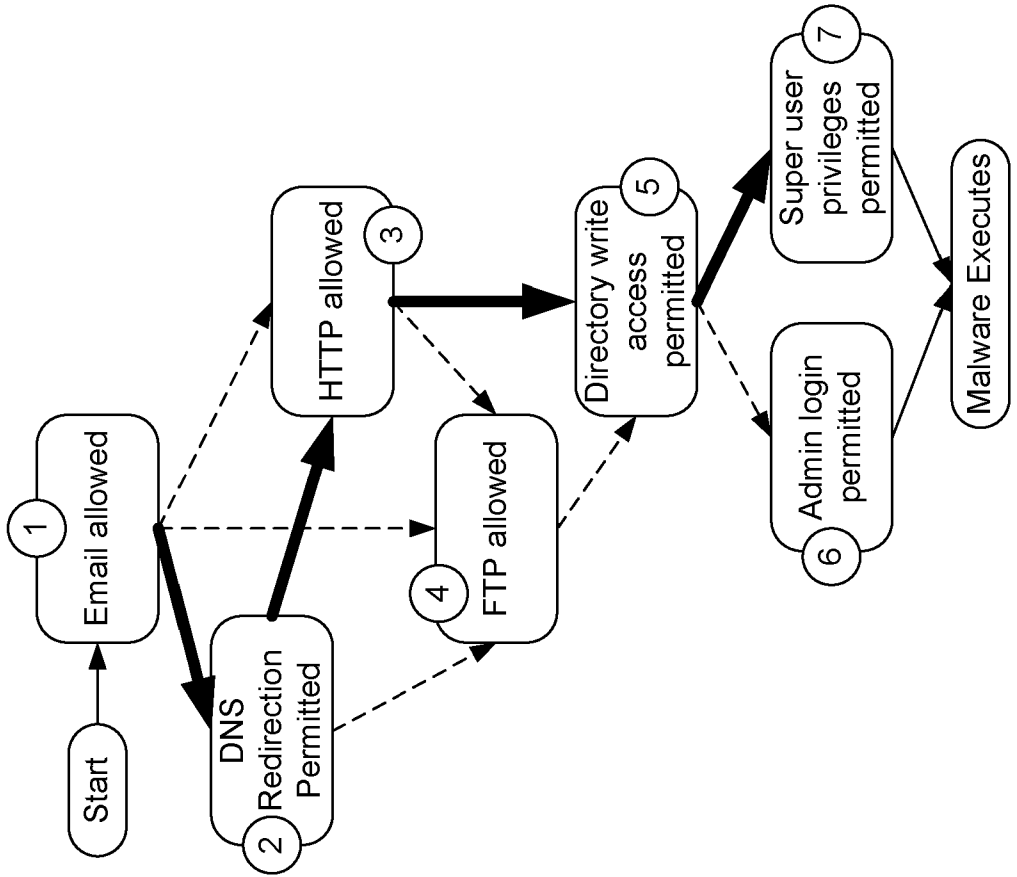 Start
1
Email allowed
2
DNS
Redirection
Permitted
HTTP allowed
3
4
FTP allowed
Directory write
access
permitted
5
6
Admin login
permitted
Super user
privileges
permitted
7
Malware Executes